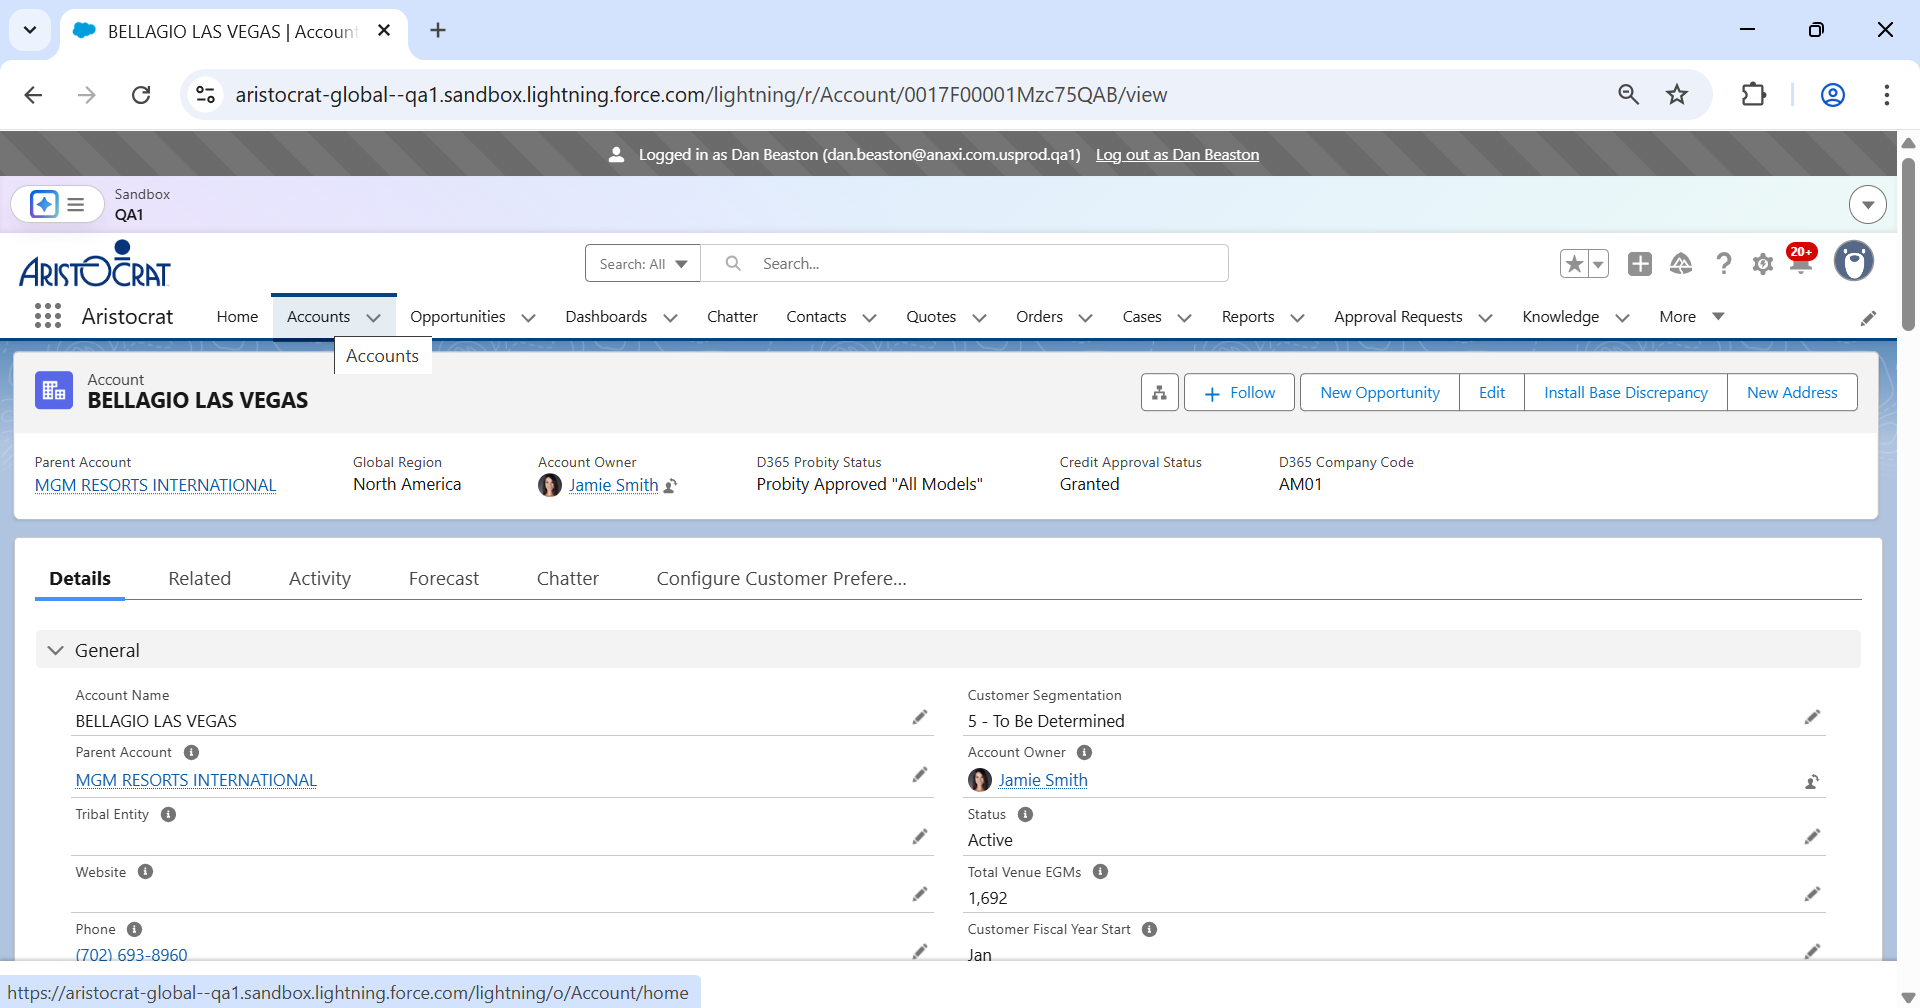 BELLAGIO LAS VEGAS | Account
aristocrat-global--qa1.sandbox.lightning.force.com/lightning/r/Account/0017F00001Mzc75QAB/view
Logged in as Dan Beaston (dan.beaston@anaxi.com.usprod.qa1) Log out as Dan Beaston
Sandbox
QA1
ARISTOCRAT
Search: All
Search...
20+
Aristocrat Home Accounts Opportunities Dashboards Chatter Contacts Quotes Orders Cases Reports Approval Requests Knowledge More
Accounts
Account
BELLAGIO LAS VEGAS
Follow New Opportunity Edit Install Base Discrepancy New Address
Parent Account Global Region Account Owner D365 Probity Status Credit Approval Status D365 Company Code
MGM RESORTS INTERNATIONAL North America Jamie Smith Probity Approved "All Models" Granted AM01
Details Related Activity Forecast Chatter Configure Customer Prefere...
General
Account Name Customer Segmentation
BELLAGIO LAS VEGAS 5 - To Be Determined
Parent Account Account Owner
MGM RESORTS INTERNATIONAL Jamie Smith
Tribal Entity Status
Active
Website Total Venue EGMs
1,692
Phone Customer Fiscal Year Start
(702) 693-8960 Jan
https://aristocrat-global--qa1.sandbox.lightning.force.com/lightning/o/Account/home